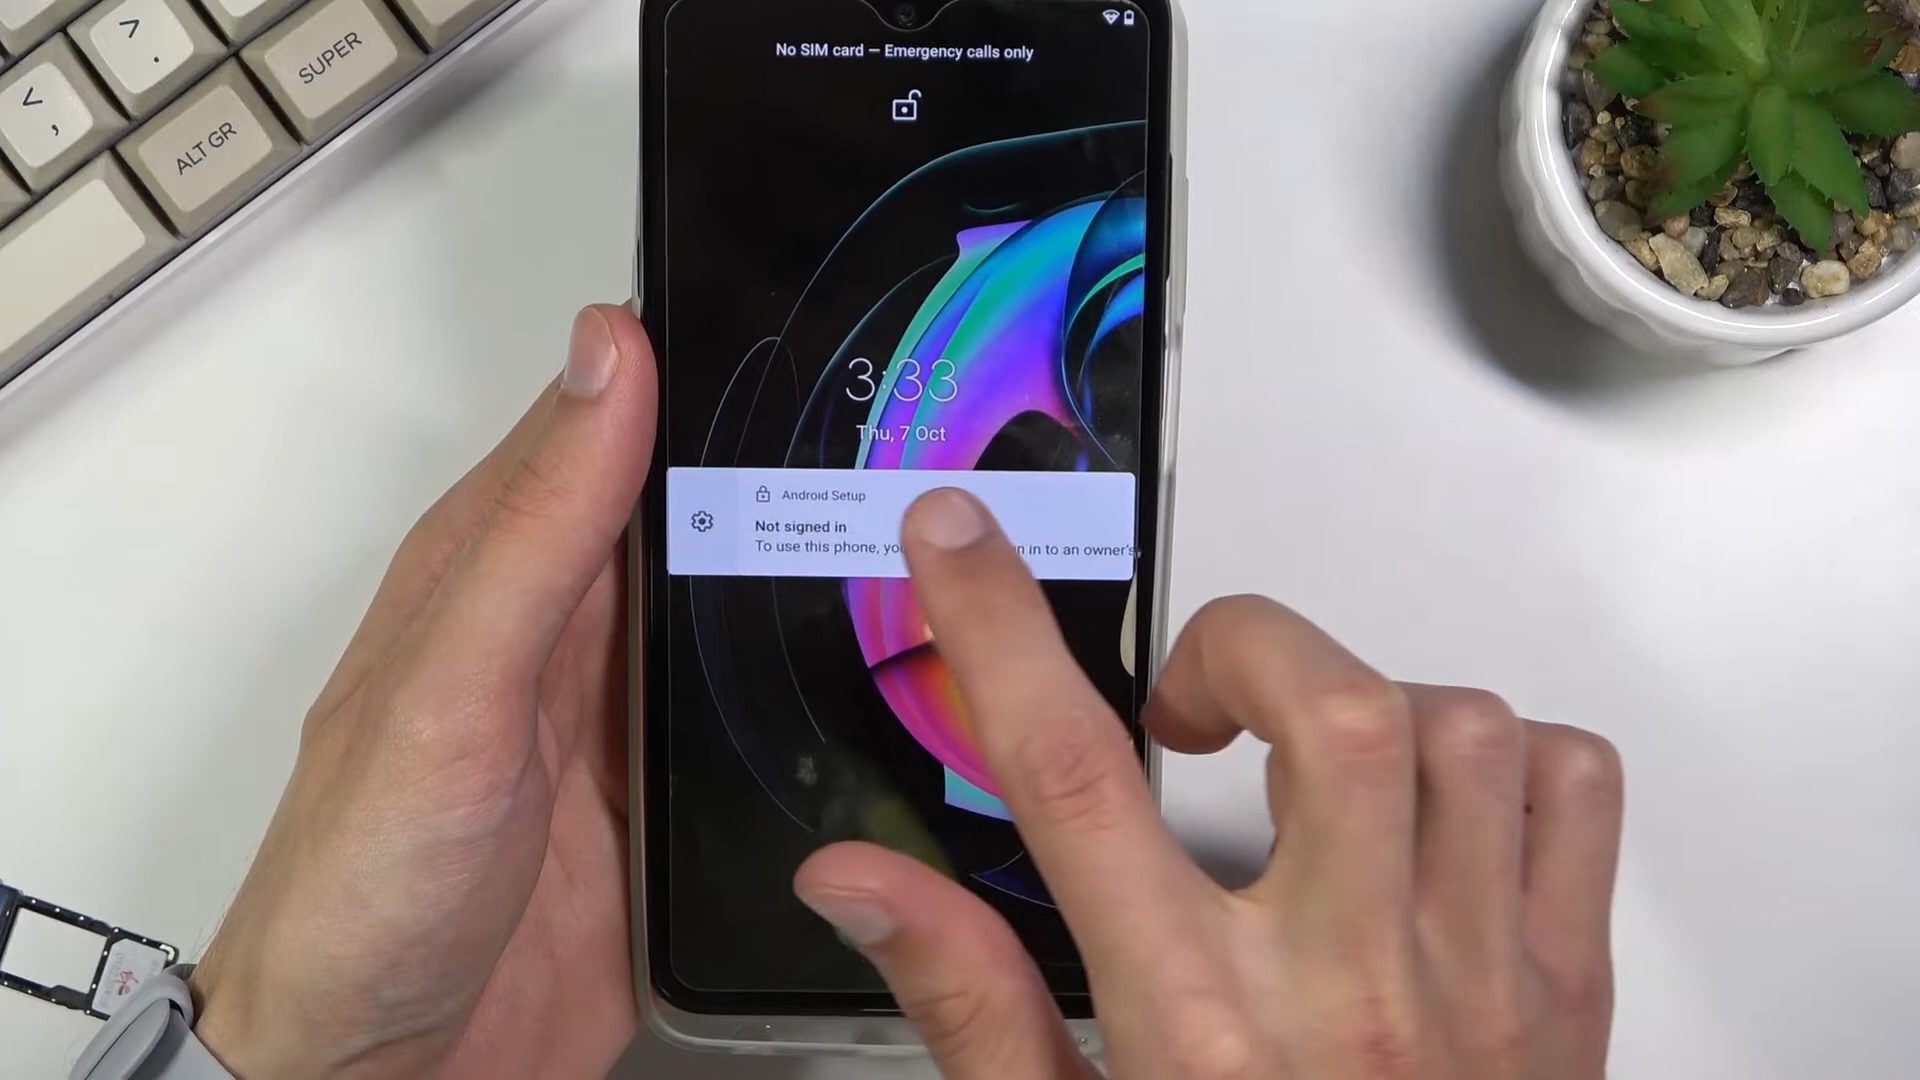 >
.
<
,
SUPER
ALT GR
No SIM card — Emergency calls only
3:33
Thu, 7 Oct
Android Setup
Not signed in
To use this phone, in to an owner's